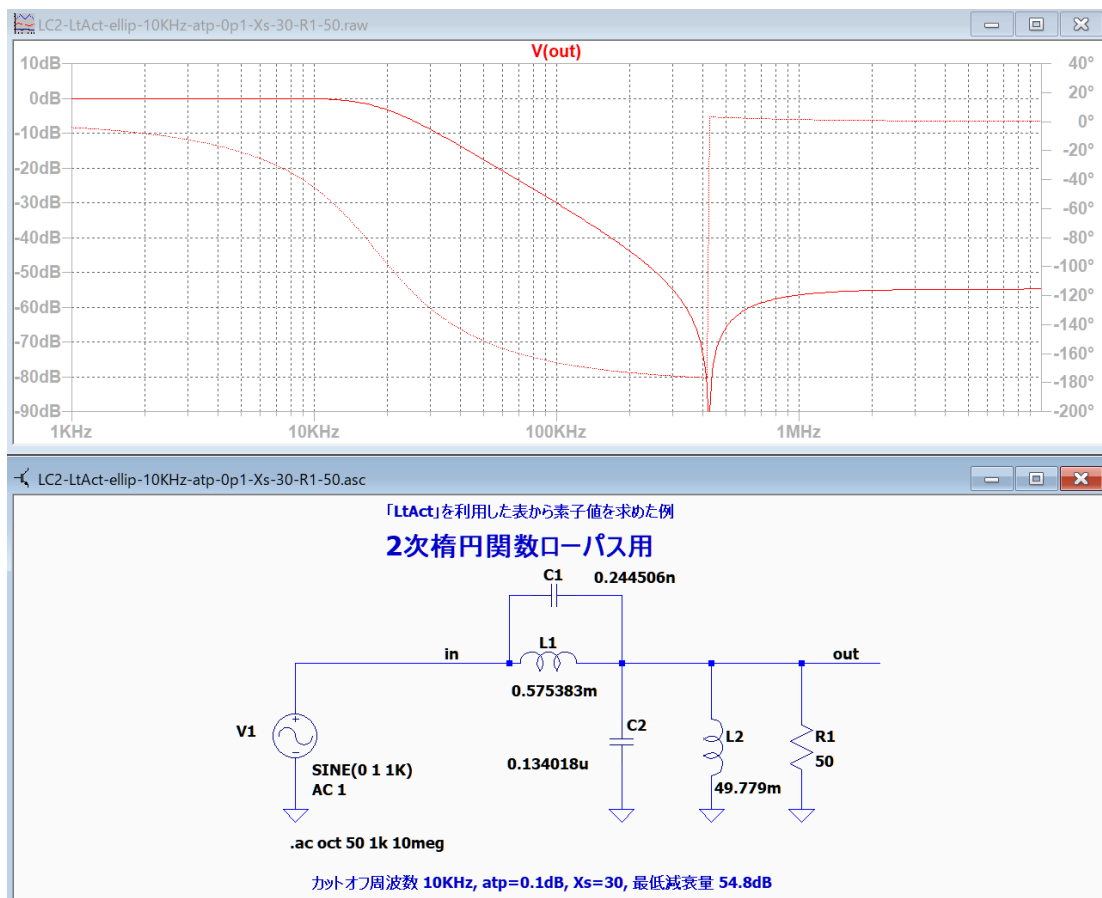 LC2-LtAct-ellip-10KHz-atp-0p1-Xs-30-R1-50.raw
V(out)
10dB
0dB
-10dB
-20dB
-30dB
-40dB
-50dB
-60dB
-70dB
-80dB
-90dB
40°
20°
0°
-20°
-40°
-60°
-80°
-100°
-120°
-140°
-160°
-180°
-200°
1KHz 10KHz 100KHz 1MHz
LC2-LtAct-ellip-10KHz-atp-0p1-Xs-30-R1-50.asc
「LtAct」を利用した表から素子値を求めた例
2次楕円関数ローパス用
C1 0.244506n
in
L1
out
0.575383m
V1
C2
L2
R1
0.134018u
50
SINE(0 1 1K)
AC 1
49.779m
.ac oct 50 1k 10meg
カットオフ周波数 10KHz, atp=0.1dB, Xs=30, 最低減衰量 54.8dB